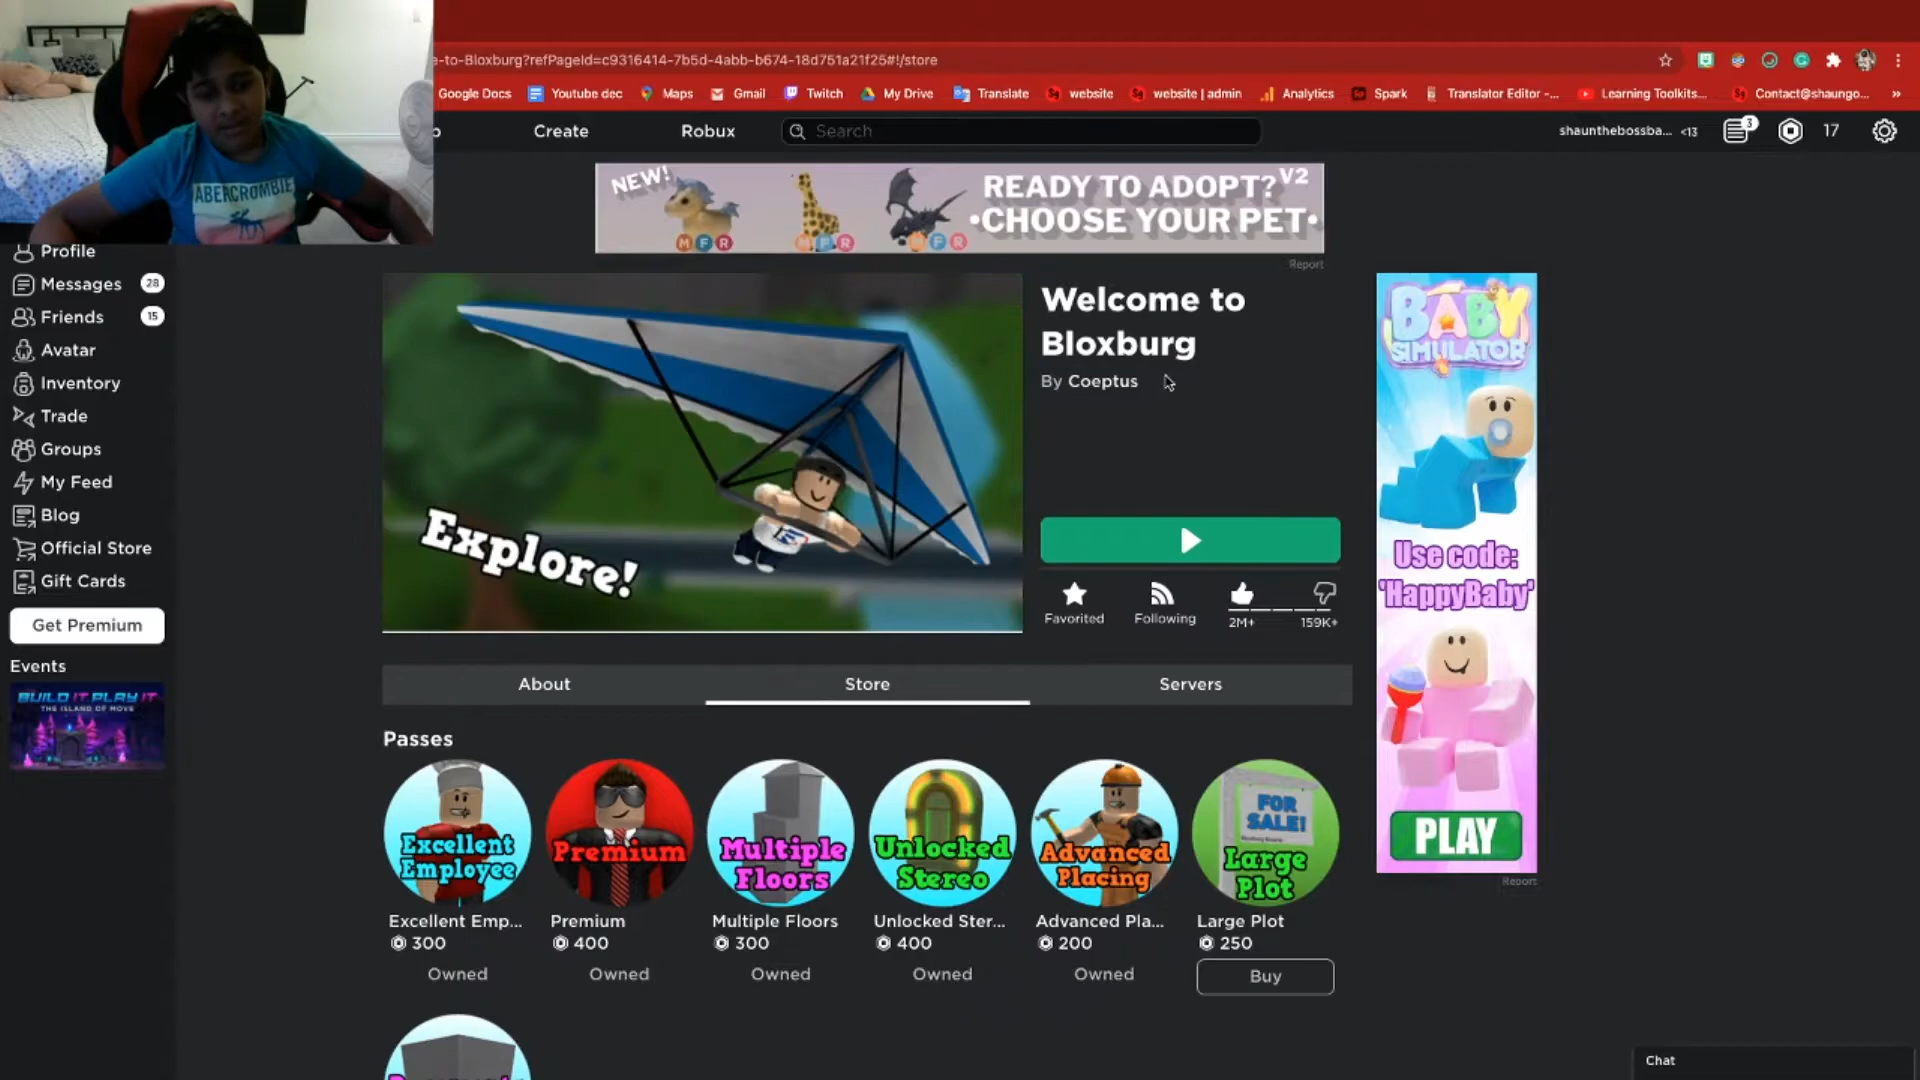 e-to-Bloxburg?refPageId=c9316414-7b5d-4abb-b674-18d751a21f25#!/store
Google Docs Youtube dec Maps Gmail Twitch My Drive Translate website website | admin Analytics Spark Translator Editor -... Learning Toolkits... Contact@shaungo... »
Create Robux Search shaunthebossba... <13 3 17
ABERCROMBIE
NEW! READY TO ADOPT? V2
•CHOOSE YOUR PET•
M F R M F R M F R
Report
Profile
Messages 28
Friends 15
Avatar
Inventory
Trade
Groups
My Feed
Blog
Official Store
Gift Cards
Get Premium
Events
BUILD IT PLAY IT
THE ISLAND OF MOVE
Explore!
Welcome to
Bloxburg
By Coeptus
Favorited Following 2M+ 159K+
BABY
SIMULATOR
Use code:
'HappyBaby'
PLAY
Report
About Store Servers
Passes
Excellent
Employee
Premium
Multiple
Floors
Unlocked
Stereo
Advanced
Placing
FOR
SALE!
Large
Plot
Excellent Emp... Premium Multiple Floors Unlocked Ster... Advanced Pla... Large Plot
300 400 300 400 200 250
Owned Owned Owned Owned Owned Buy
Chat